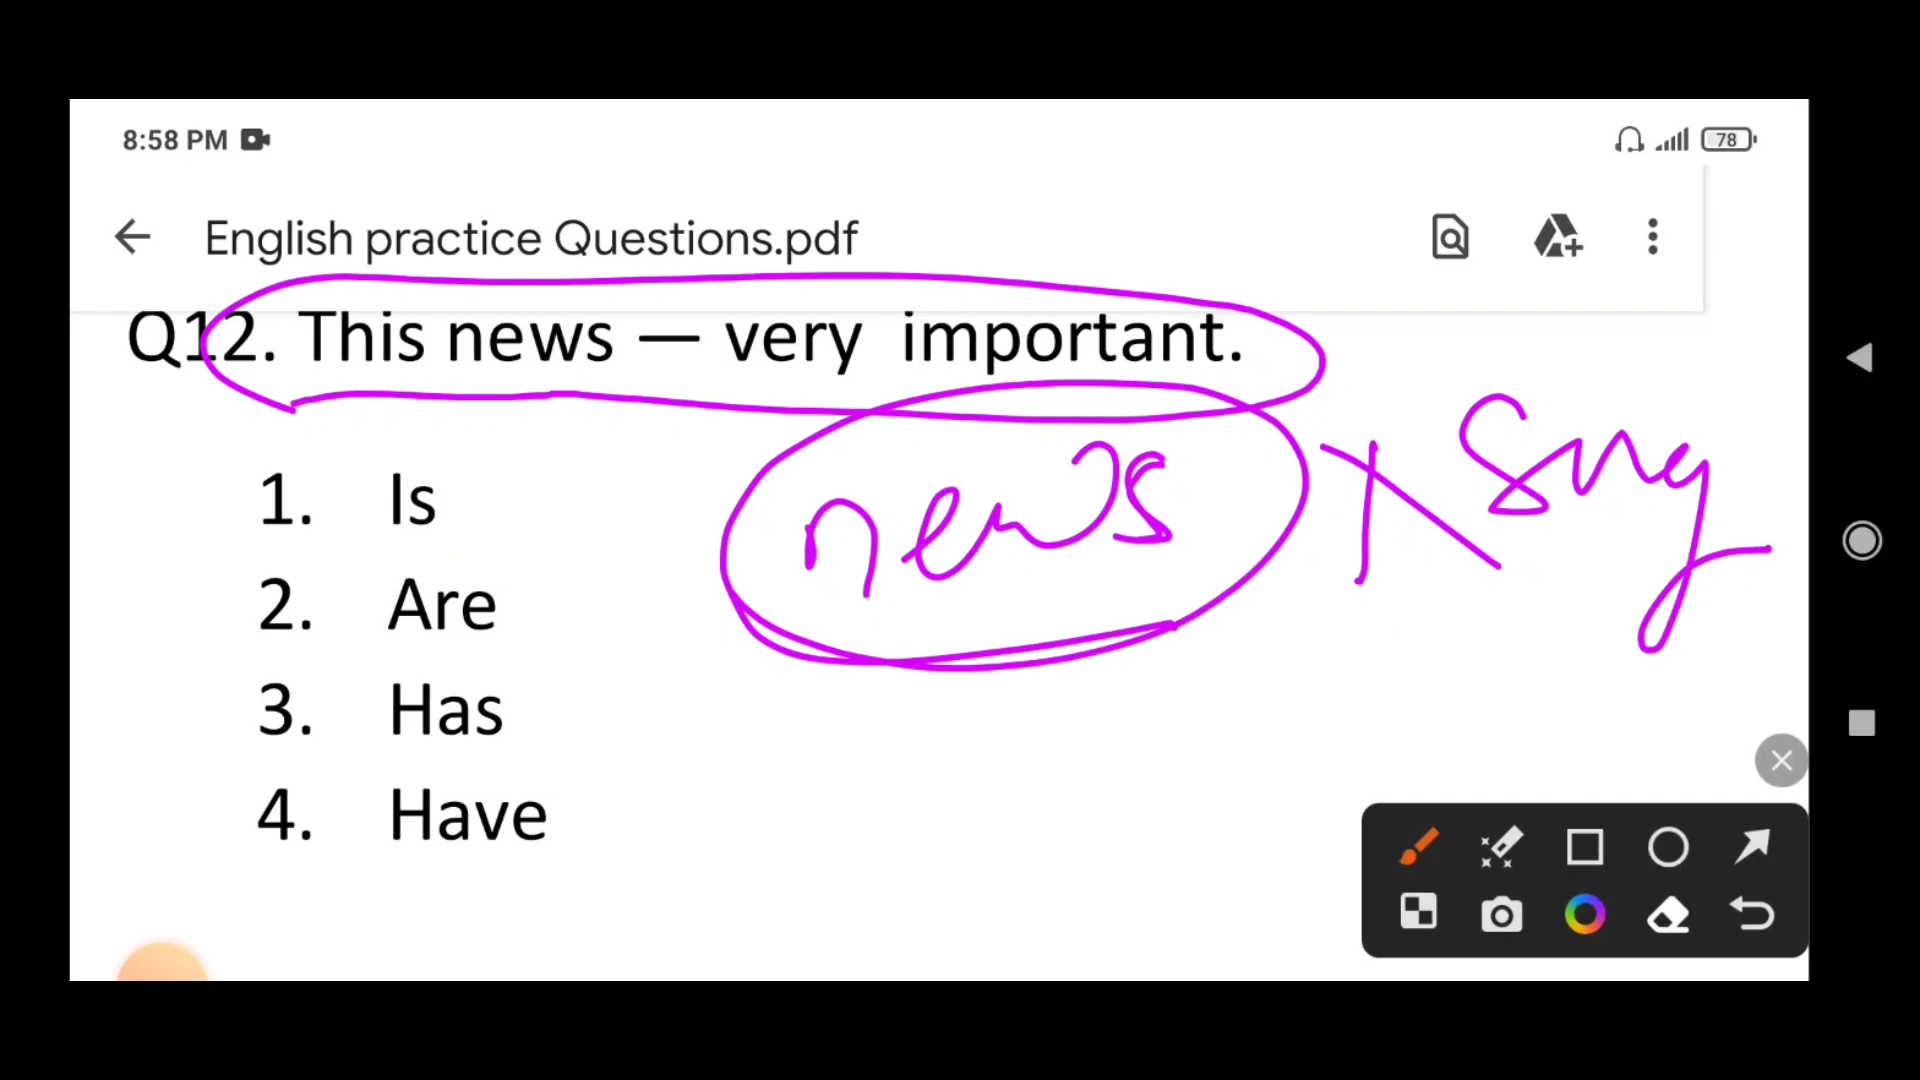 8:58 PM 78
English practice Questions.pdf
Q12. This news — very important.
1. Is
2. Are
3. Has
4. Have
news